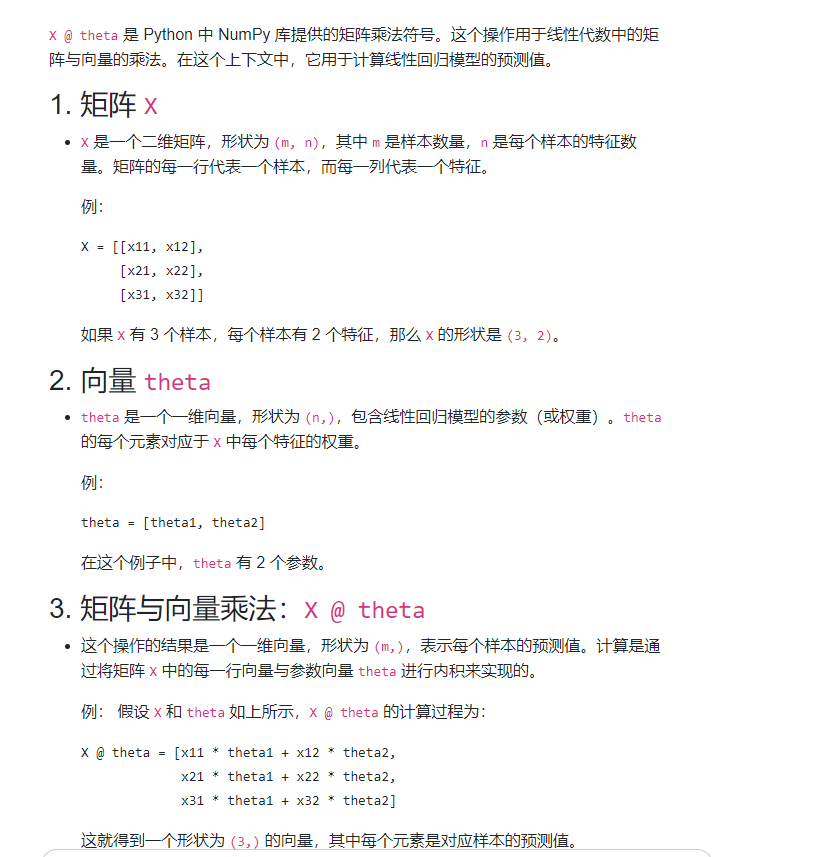 X @ theta 是 Python 中 NumPy 库提供的矩阵乘法符号。这个操作用于线性代数中的矩
阵与向量的乘法。在这个上下文中，它用于计算线性回归模型的预测值。
1. 矩阵 X
• X 是一个二维矩阵，形状为 (m, n)，其中 m 是样本数量，n 是每个样本的特征数
量。矩阵的每一行代表一个样本，而每一列代表一个特征。
例：
X = [[x11, x12],
     [x21, x22],
     [x31, x32]]
如果 X 有 3 个样本，每个样本有 2 个特征，那么 X 的形状是 (3, 2)。
2. 向量 theta
• theta 是一个一维向量，形状为 (n,)，包含线性回归模型的参数（或权重）。theta
的每个元素对应于 X 中每个特征的权重。
例：
theta = [theta1, theta2]
在这个例子中，theta 有 2 个参数。
3. 矩阵与向量乘法：X @ theta
• 这个操作的结果是一个一维向量，形状为 (m,)，表示每个样本的预测值。计算是通
过将矩阵 X 中的每一行向量与参数向量 theta 进行内积来实现的。
例： 假设 X 和 theta 如上所示，X @ theta 的计算过程为：
X @ theta = [x11 * theta1 + x12 * theta2,
             x21 * theta1 + x22 * theta2,
             x31 * theta1 + x32 * theta2]
这就得到一个形状为 (3,) 的向量，其中每个元素是对应样本的预测值。